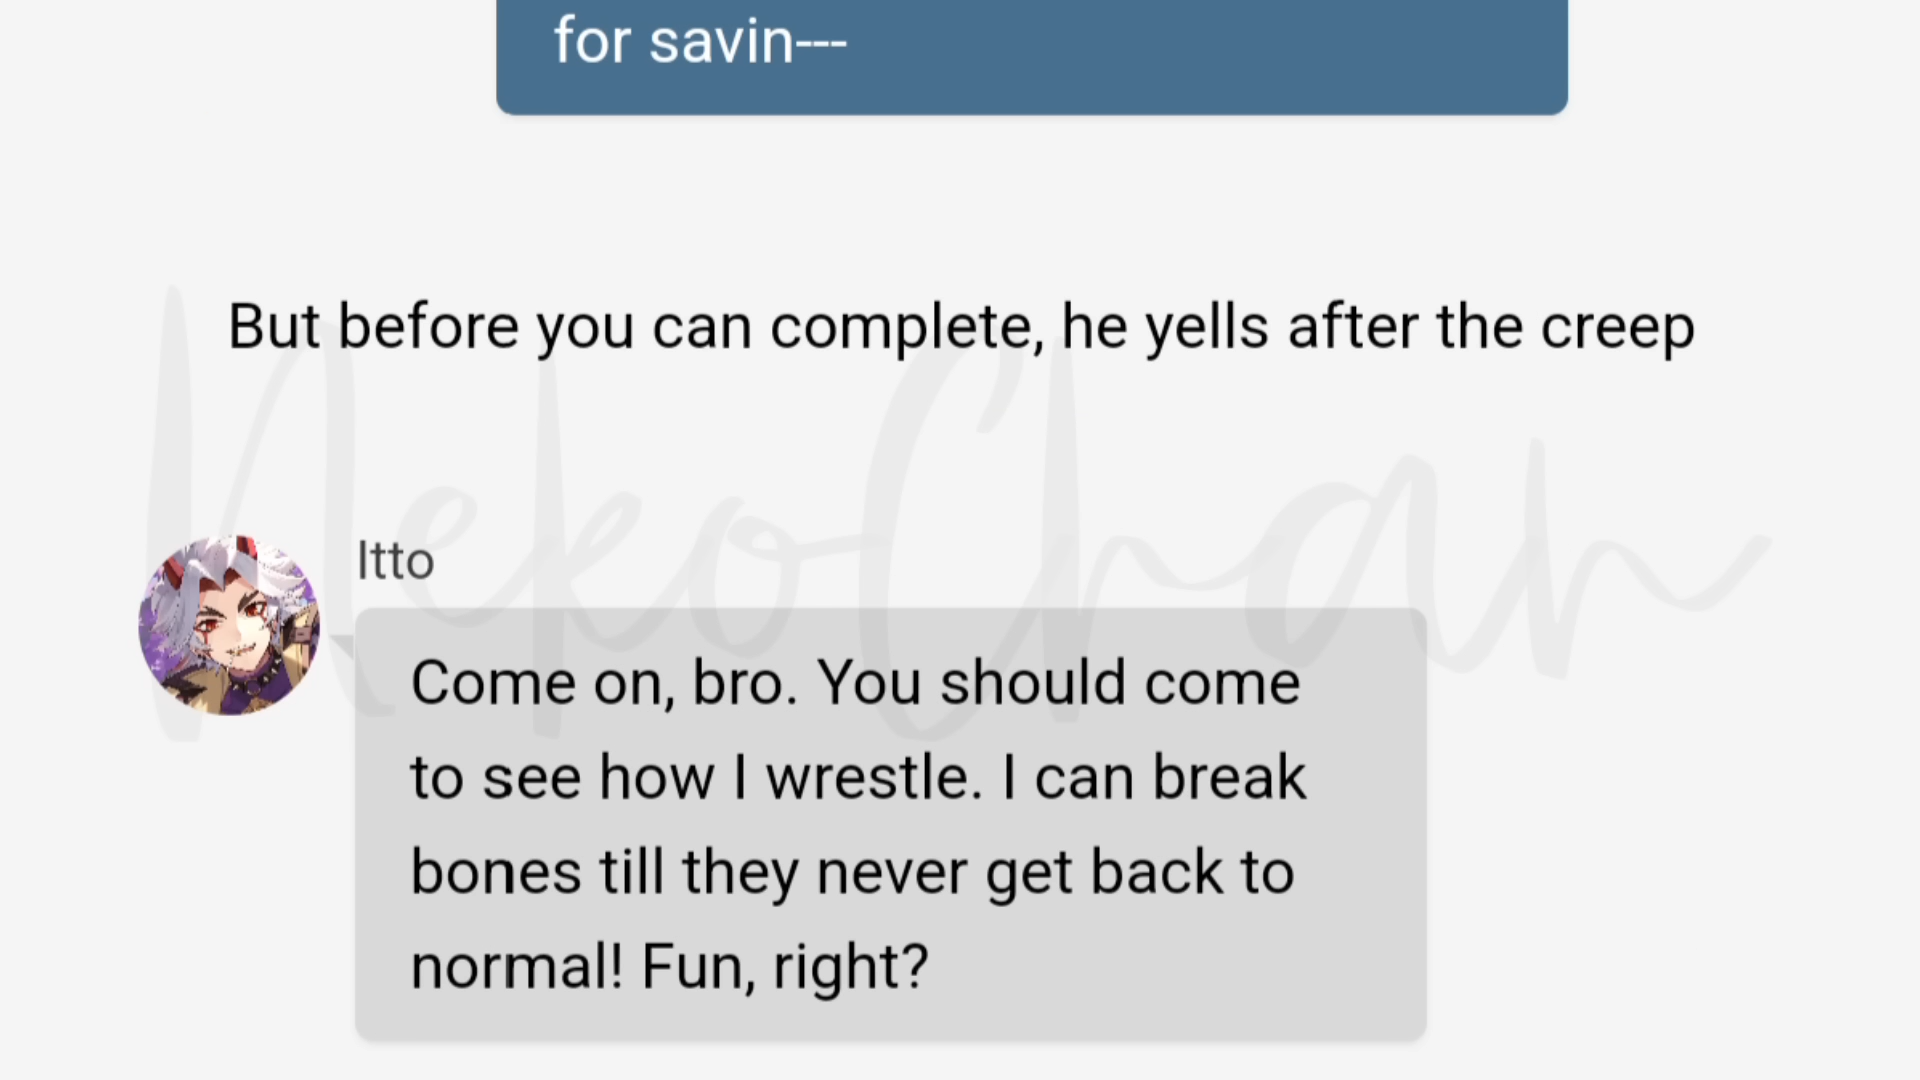 for savin---
But before you can complete, he yells after the creep
NekoChan
Itto
Come on, bro. You should come
to see how I wrestle. I can break
bones till they never get back to
normal! Fun, right?